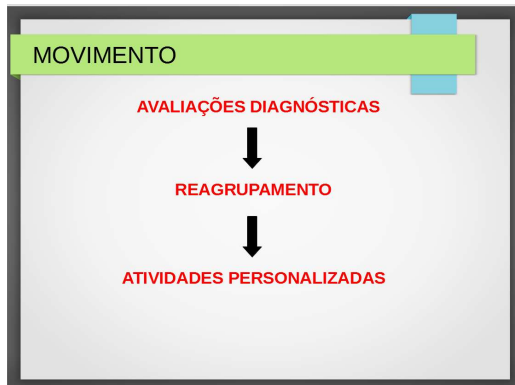 MOVIMENTO
AVALIAÇÕES DIAGNÓSTICAS
REAGRUPAMENTO
ATIVIDADES PERSONALIZADAS